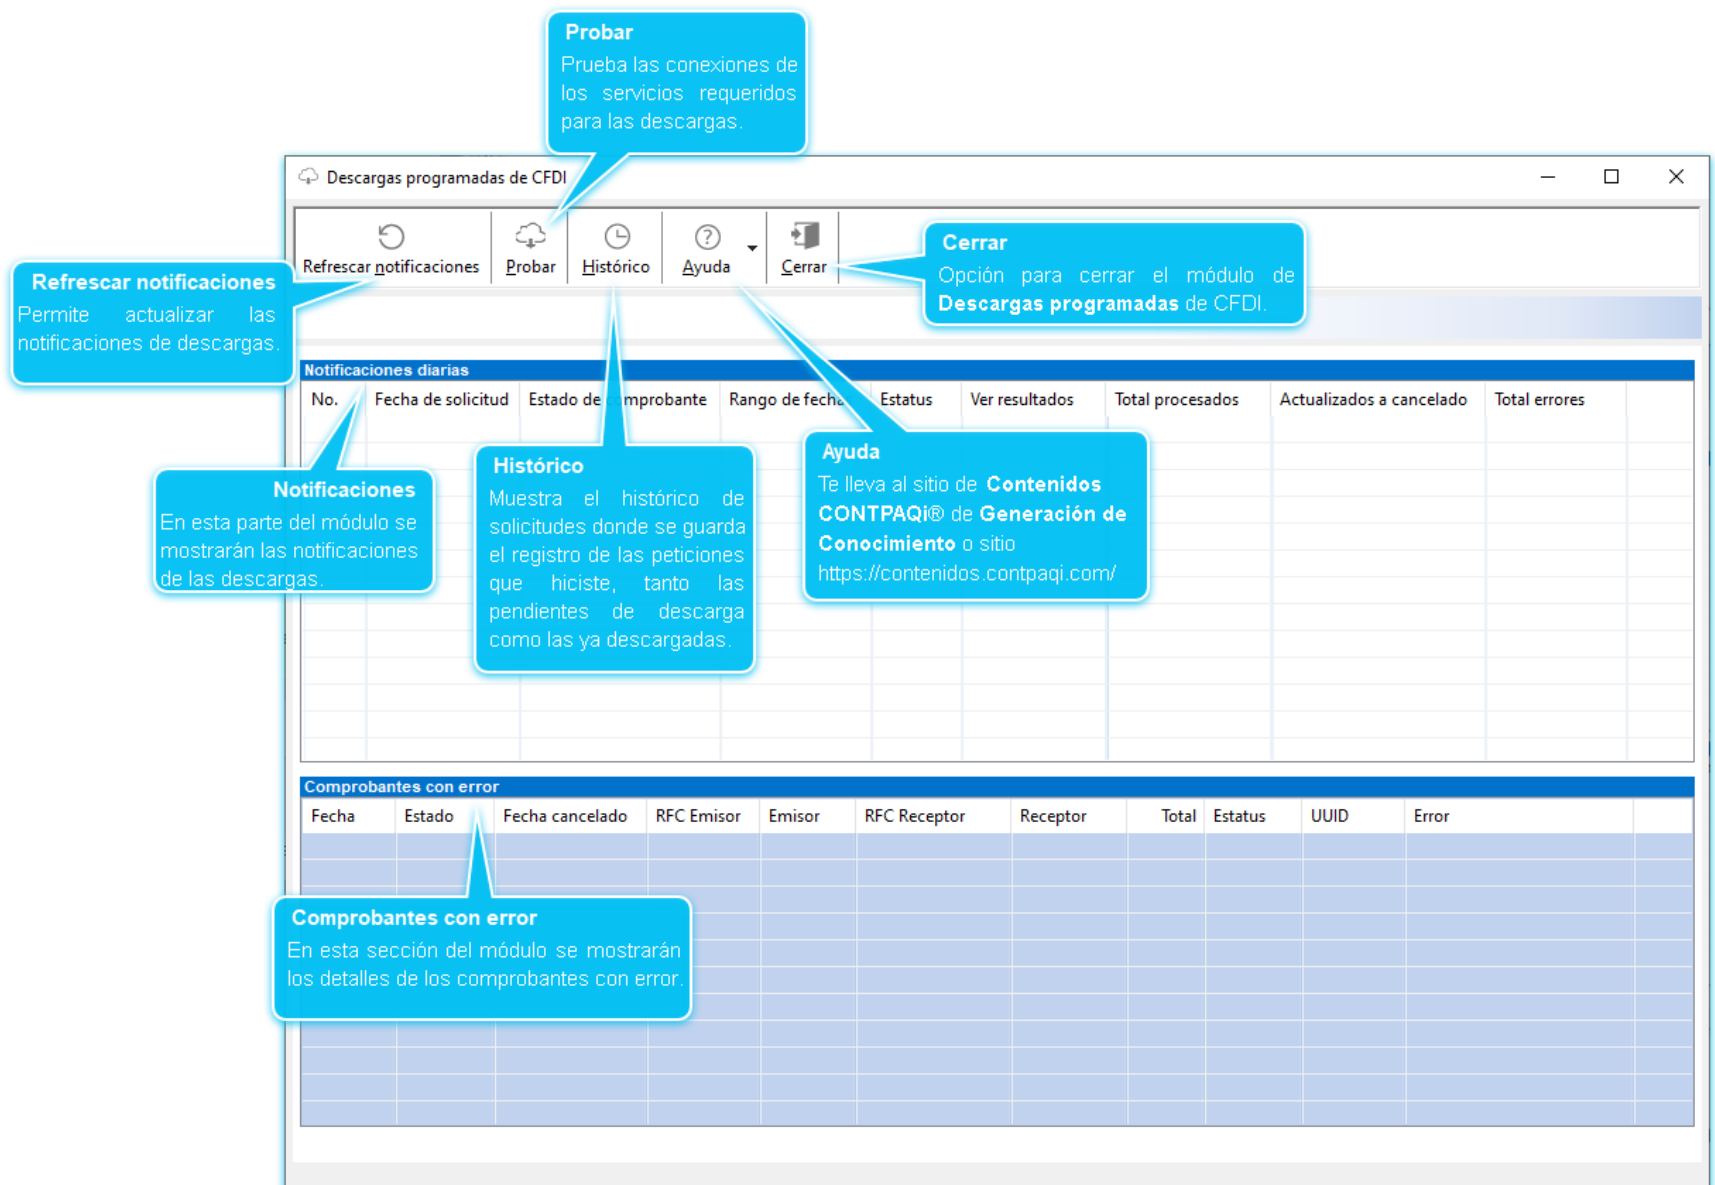 Probar
Prueba las conexiones de
los servicios requeridos
para las descargas.
Descargas programadas de CFDI
Refrescar notificaciones
Probar
Histórico
Ayuda
Cerrar
Cerrar
Opción para cerrar el módulo de
Descargas programadas de CFDI.
Refrescar notificaciones
Permite actualizar las
notificaciones de descargas.
Notificaciones diarias
No. Fecha de solicitud Estado de comprobante Rango de fecha Estatus Ver resultados Total procesados Actualizados a cancelado Total errores
Notificaciones
En esta parte del módulo se
mostrarán las notificaciones
de las descargas.
Histórico
Muestra el histórico de
solicitudes donde se guarda
el registro de las peticiones
que hiciste, tanto las
pendientes de descarga
como las ya descargadas.
Ayuda
Te lleva al sitio de Contenidos
CONTPAQi® de Generación de
Conocimiento o sitio
https://contenidos.contpaqi.com/
Comprobantes con error
Fecha Estado Fecha cancelado RFC Emisor Emisor RFC Receptor Receptor Total Estatus UUID Error
Comprobantes con error
En esta sección del módulo se mostrarán
los detalles de los comprobantes con error.